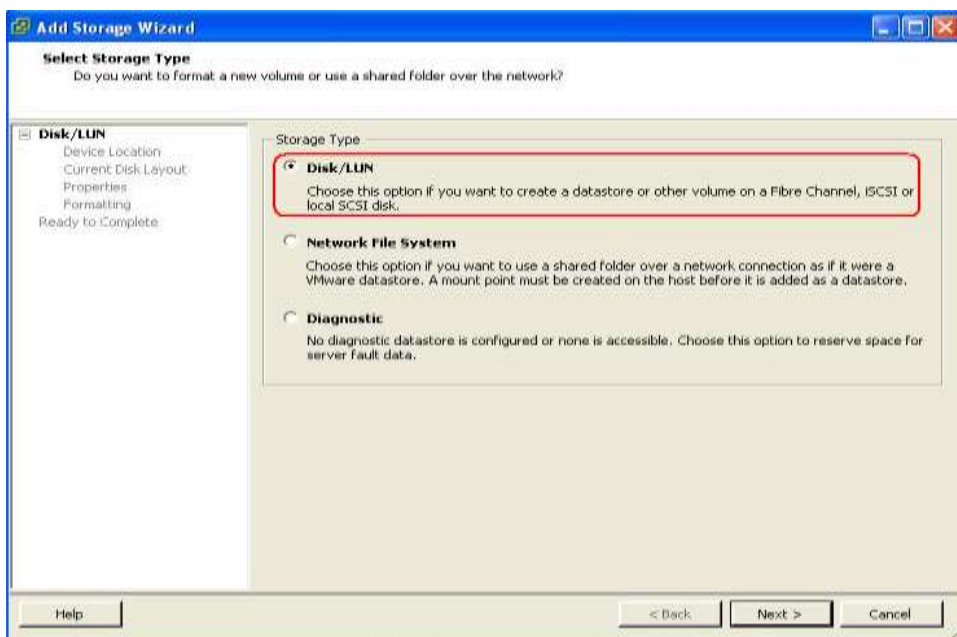 Add Storage Wizard
Select Storage Type
Do you want to format a new volume or use a shared folder over the network?
Disk/LUN
Device Location
Current Disk Layout
Properties
Formatting
Ready to Complete
Storage Type
Disk/LUN
Choose this option if you want to create a datastore or other volume on a Fibre Channel, iSCSI or
local SCSI disk.
Network File System
Choose this option if you want to use a shared folder over a network connection as if it were a
VMware datastore. A mount point must be created on the host before it is added as a datastore.
Diagnostic
No diagnostic datastore is configured or none is accessible. Choose this option to reserve space for
server fault data.
Help
< Back
Next >
Cancel